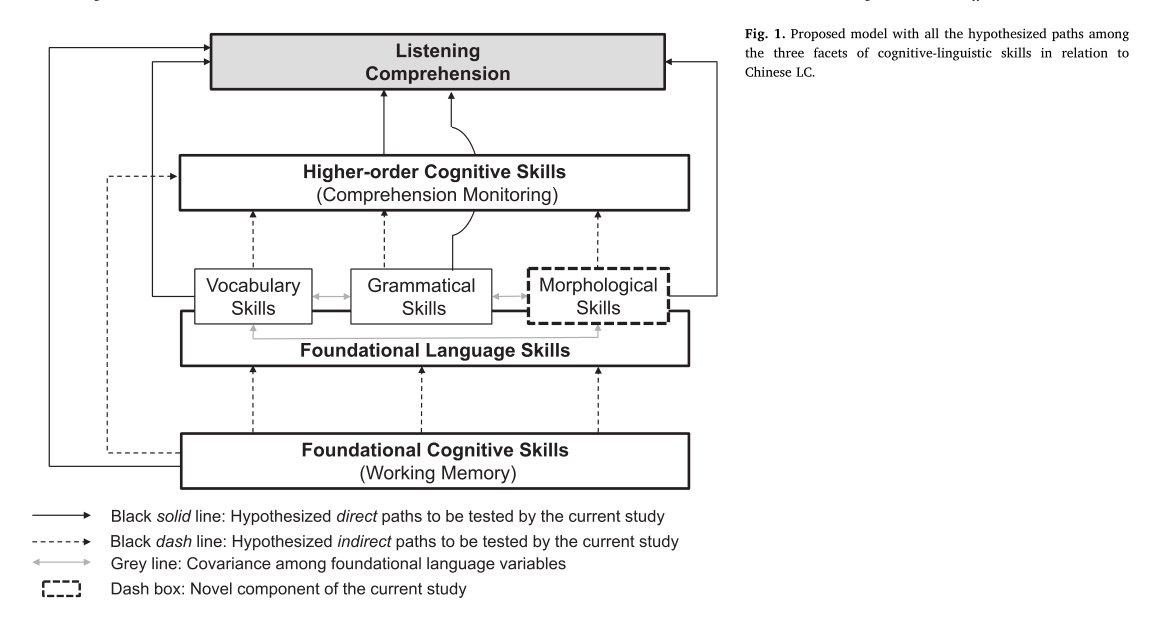 Listening
Comprehension
Fig. 1. Proposed model with all the hypothesized paths among
the three facets of cognitive-linguistic skills in relation to
Chinese LC.
Higher-order Cognitive Skills
(Comprehension Monitoring)
Vocabulary
Skills
Grammatical
Skills
Morphological
Skills
Foundational Language Skills
Foundational Cognitive Skills
(Working Memory)
Black solid line: Hypothesized direct paths to be tested by the current study
Black dash line: Hypothesized indirect paths to be tested by the current study
Grey line: Covariance among foundational language variables
Dash box: Novel component of the current study